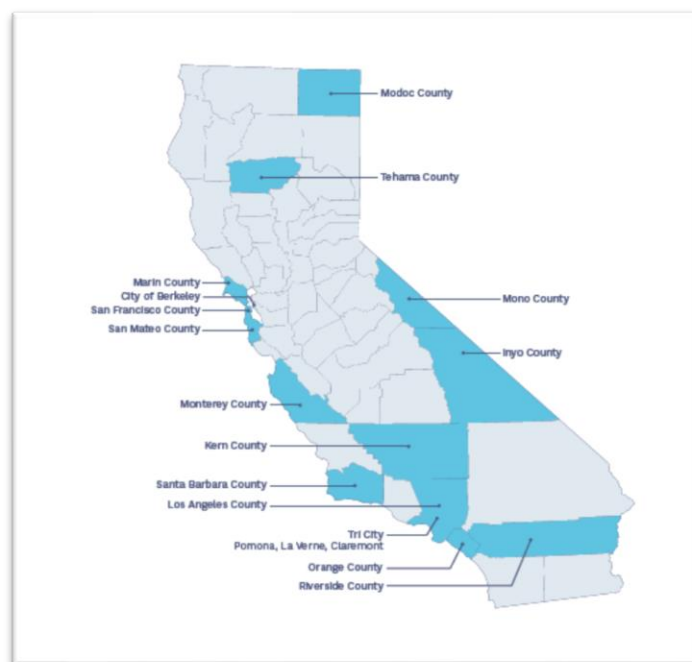 Modoc County
Tehama County
Marin County
City of Berkeley
San Francisco County
San Mateo County
Mono County
Inyo County
Monterey County
Kern County
Santa Barbara County
Los Angeles County
Tri City
Pomona, La Verne, Claremont
Orange County
Riverside County